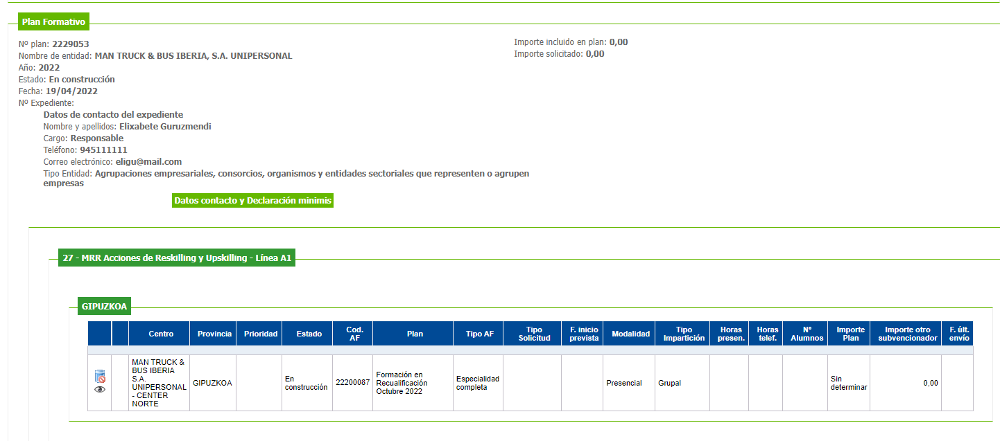 Plan Formativo
Nº plan: 2229053
Nombre de entidad: MAN TRUCK & BUS IBERIA, S.A. UNIPERSONAL
Año: 2022
Estado: En construcción
Fecha: 19/04/2022
Nº Expediente:
Importe incluido en plan: 0,00
Importe solicitado: 0,00
Datos de contacto del expediente
Nombre y apellidos: Elixabete Guruzmendi
Cargo: Responsable
Teléfono: 945111111
Correo electrónico: eligu@mail.com
Tipo Entidad: Agrupaciones empresariales, consorcios, organismos y entidades sectoriales que representen o agrupen
empresas
Datos contacto y Declaración minimis
27 - MRR Acciones de Reskilling y Upskilling - Línea A1
GIPUZKOA
Centro
Provincia
Prioridad
Estado
Cod.
AF
Plan
Tipo AF
Tipo
Solicitud
F. inicio
prevista
Modalidad
Tipo
Impartición
Horas
presen.
Horas
telef.
Nº
Alumnos
Importe
Plan
Importe otro
subvencionador
F. últ.
envío
MAN TRUCK &
BUS IBERIA
S.A.
UNIPERSONAL
- CENTER
NORTE
GIPUZKOA
En
construcción
22200087
Formación en
Recualificación
Octubre 2022
Especialidad
completa
Presencial
Grupal
Sin
determinar
0,00